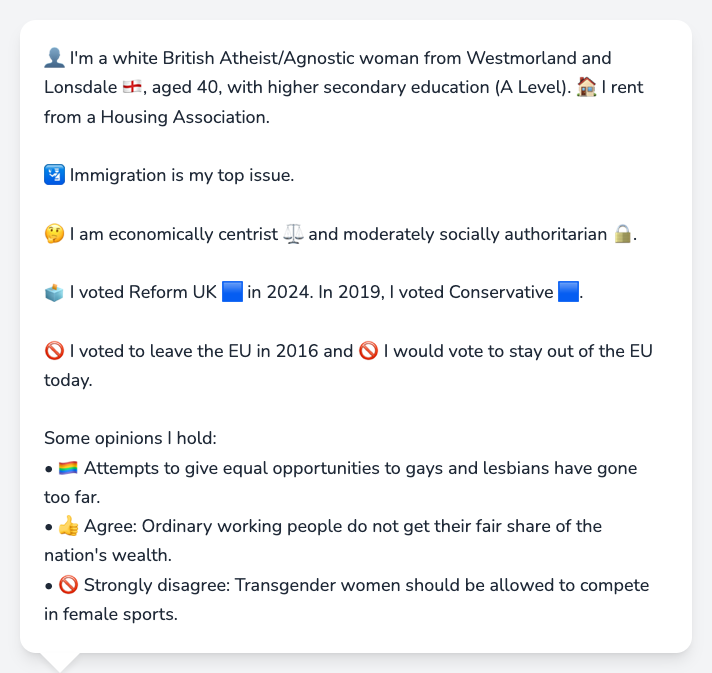 👤 I'm a white British Atheist/Agnostic woman from Westmorland and
Lonsdale 🏴󠁧󠁢󠁥󠁮󠁧󠁿, aged 40, with higher secondary education (A Level). 🏠 I rent
from a Housing Association.
🛂 Immigration is my top issue.
🤔 I am economically centrist ⚖️ and moderately socially authoritarian 🔒.
🗳️ I voted Reform UK 🟦 in 2024. In 2019, I voted Conservative 🟦.
🚫 I voted to leave the EU in 2016 and 🚫 I would vote to stay out of the EU
today.
Some opinions I hold:
• 🏳️‍🌈 Attempts to give equal opportunities to gays and lesbians have gone
too far.
• 👍 Agree: Ordinary working people do not get their fair share of the
nation's wealth.
• 🚫 Strongly disagree: Transgender women should be allowed to compete
in female sports.